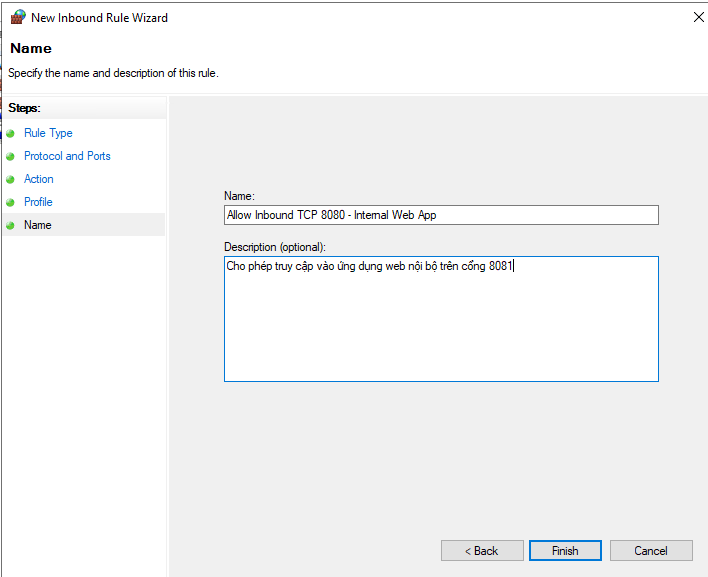 New Inbound Rule Wizard
Name
Specify the name and description of this rule.
Steps:
Rule Type
Protocol and Ports
Action
Profile
Name
Name:
Allow Inbound TCP 8080 - Internal Web App
Description (optional):
Cho phép truy cập vào ứng dụng web nội bộ trên cổng 8081
< Back
Finish
Cancel